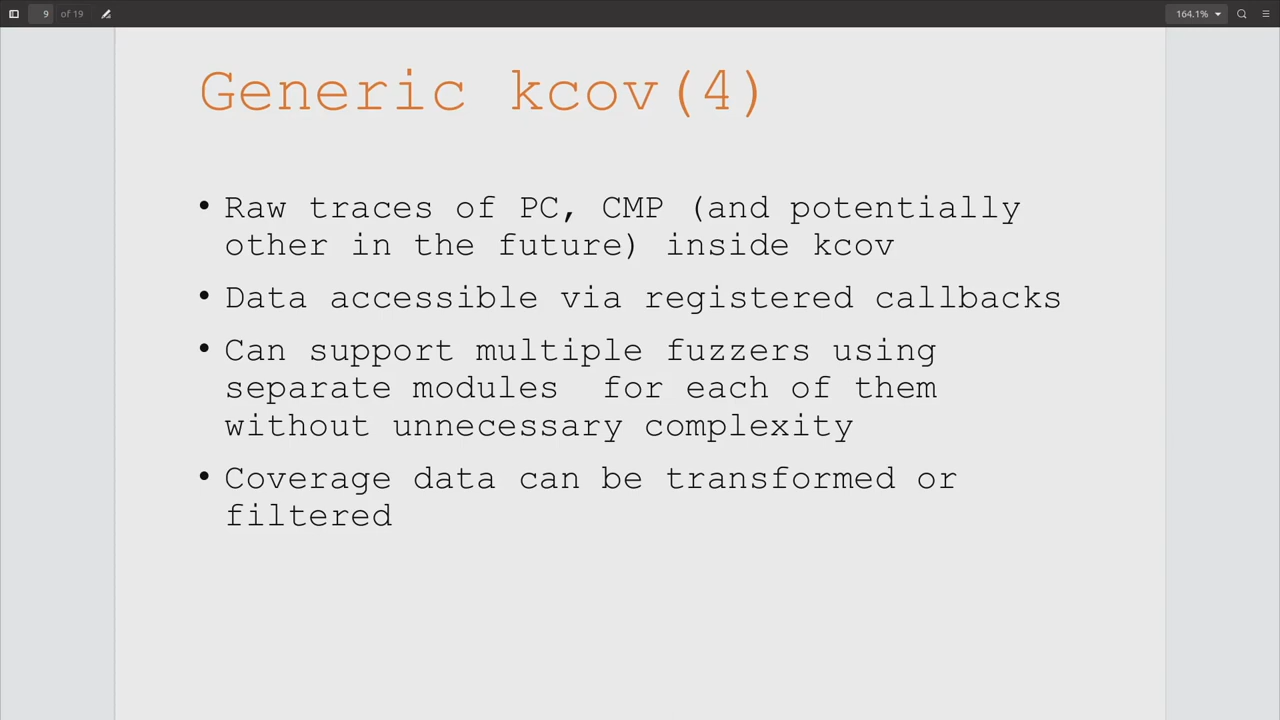 9 of 19
164.1%
Generic kcov(4)
• Raw traces of PC, CMP (and potentially
other in the future) inside kcov
• Data accessible via registered callbacks
• Can support multiple fuzzers using
separate modules  for each of them
without unnecessary complexity
• Coverage data can be transformed or
filtered